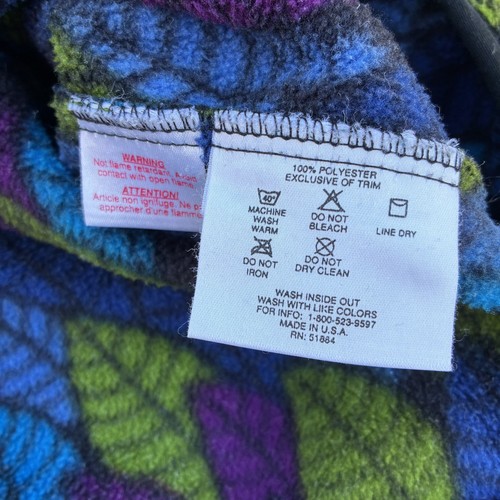 WARNING
Not flame retardant. Avoid
contact with open flame
ATTENTION!
Article non ignifuge. Ne
approcher d'une flamme
100% POLYESTER
EXCLUSIVE OF TRIM
40°
MACHINE
WASH
WARM
DO NOT
BLEACH
LINE DRY
DO NOT
IRON
DO NOT
DRY CLEAN
WASH INSIDE OUT
WASH WITH LIKE COLORS
FOR INFO: 1-800-523-9597
MADE IN U.S.A.
RN: 51884